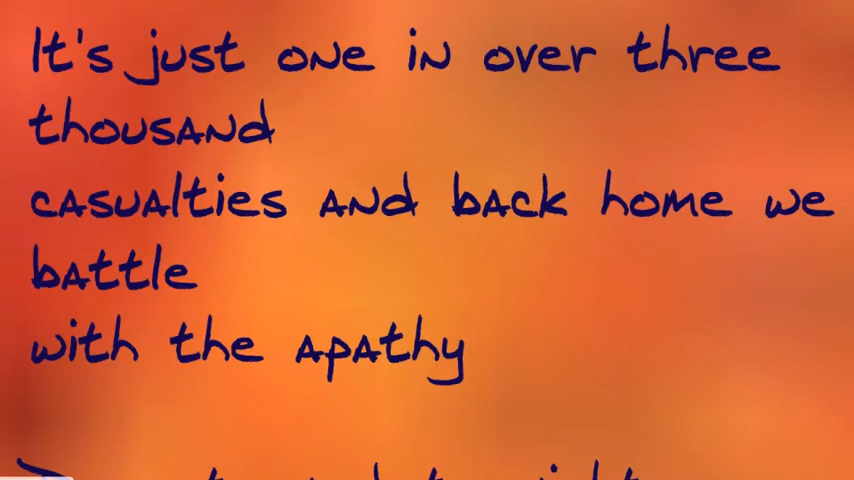 It's just one in over three
thousand
casualties and back home we
battle
with the apathy